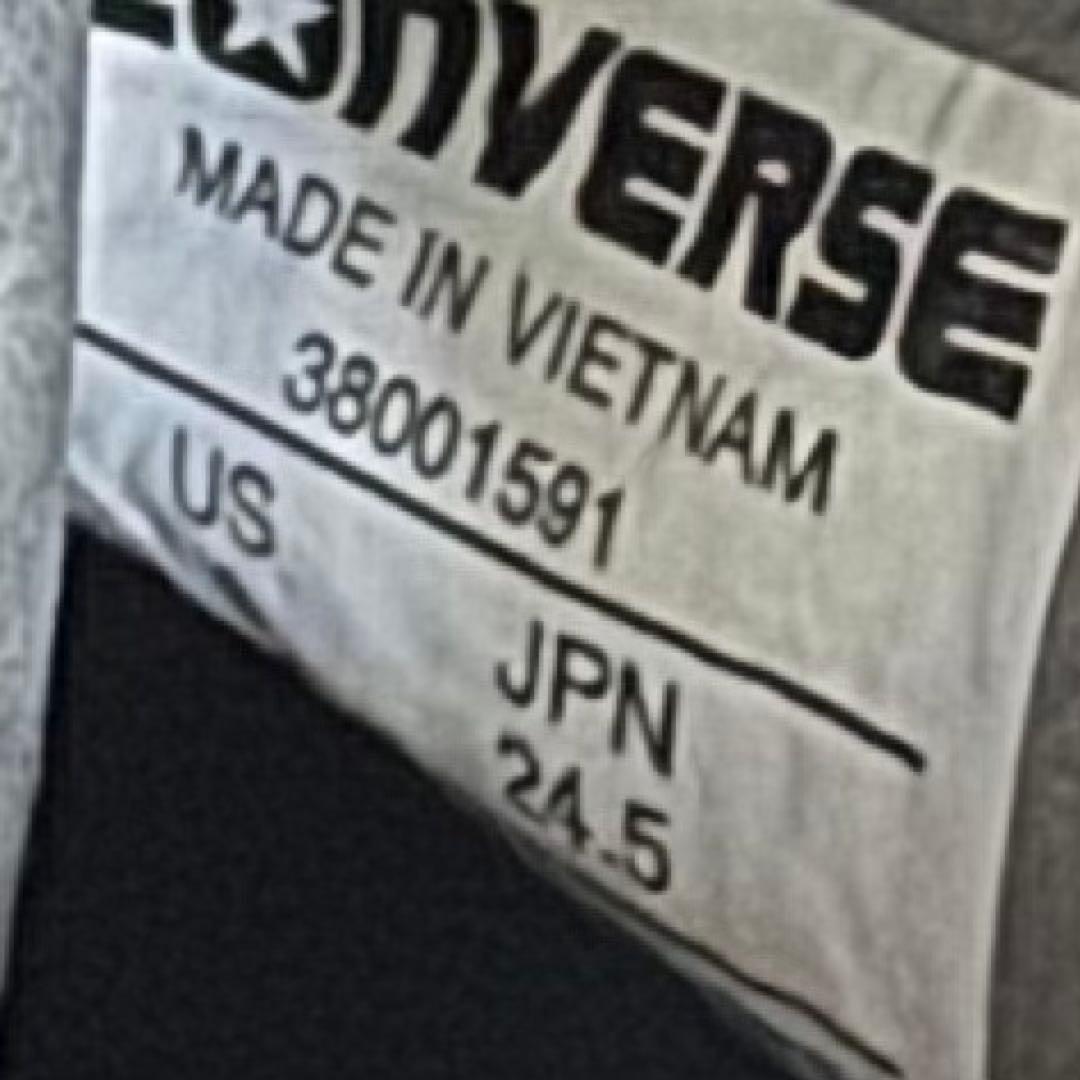 CONVERSE
MADE IN VIETNAM
38001591
US JPN
24.5